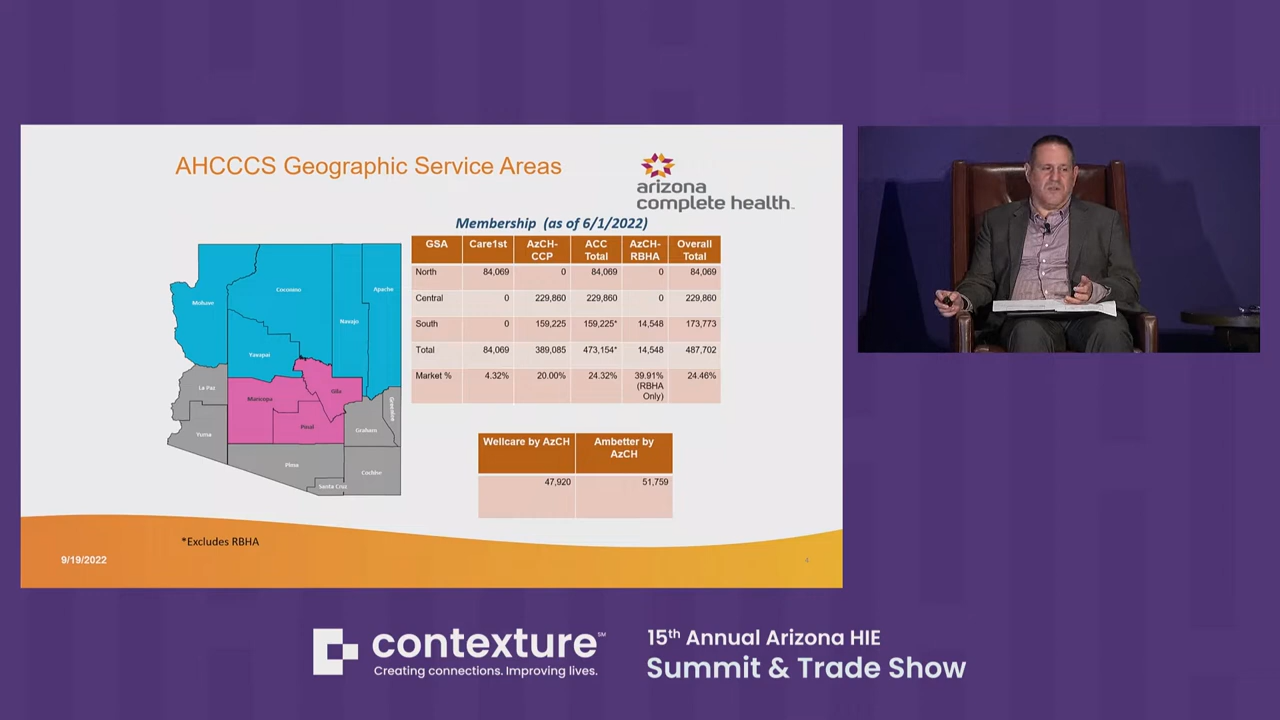 AHCCCS Geographic Service Areas
arizona
complete health
Membership (as of 6/1/2022)
GSA Care1st AzCH-CCP ACC Total AzCH-RBHA Overall Total
North 84,069 0 84,069 0 84,069
Central 0 229,860 229,860 0 229,860
South 0 159,225 159,225* 14,548 173,773
Total 84,069 389,085 473,154* 14,548 487,702
Market % 4.32% 20.00% 24.32% 39.91% (RBHA Only) 24.46%
Mohave
Coconino
Apache
Navajo
Yavapai
La Paz
Maricopa
Gila
Greenlee
Yuma
Pinal
Graham
Pima
Cochise
Santa Cruz
Wellcare by AzCH Ambetter by AzCH
47,920 51,759
*Excludes RBHA
9/19/2022
4
contexture SM
Creating connections. Improving lives.
15th Annual Arizona HIE
Summit & Trade Show